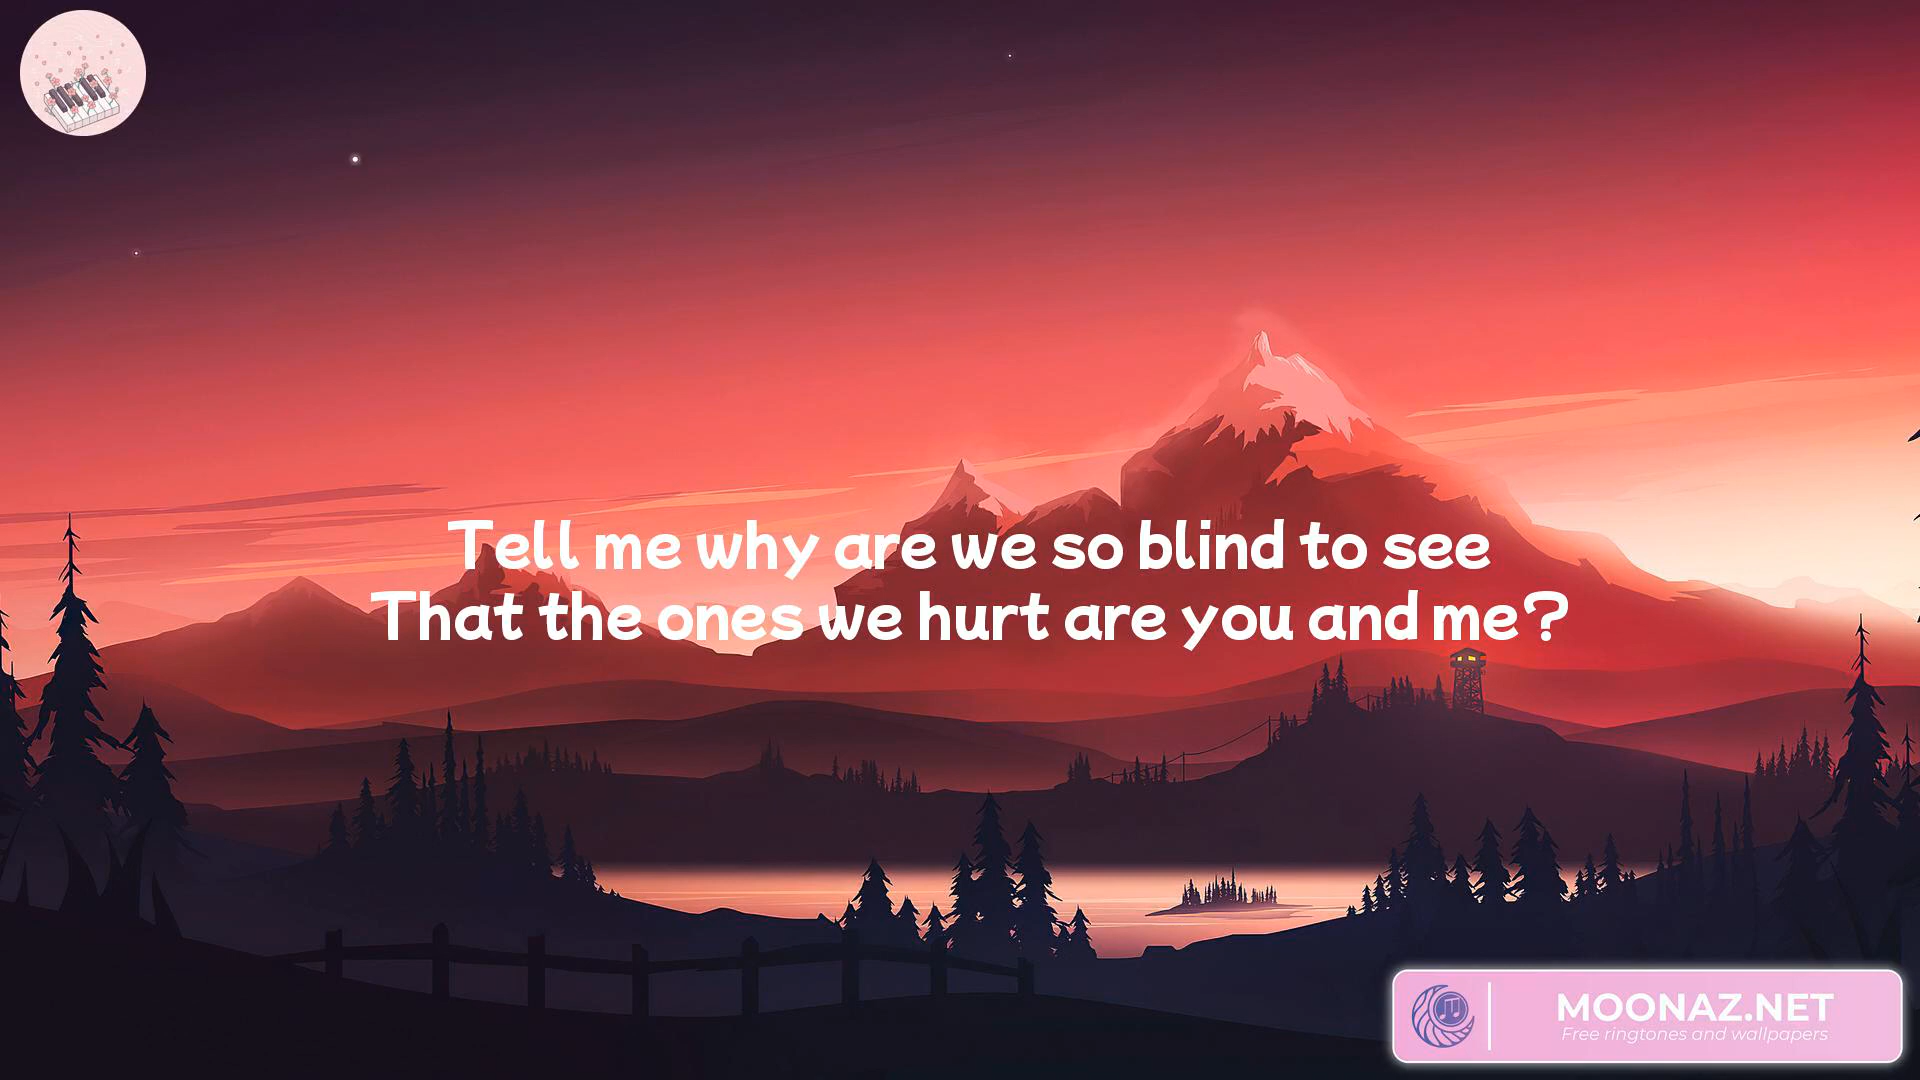 Tell me why are we so blind to see
That the ones we hurt are you and me?
MOONAZ.NET
Free ringtones and wallpapers